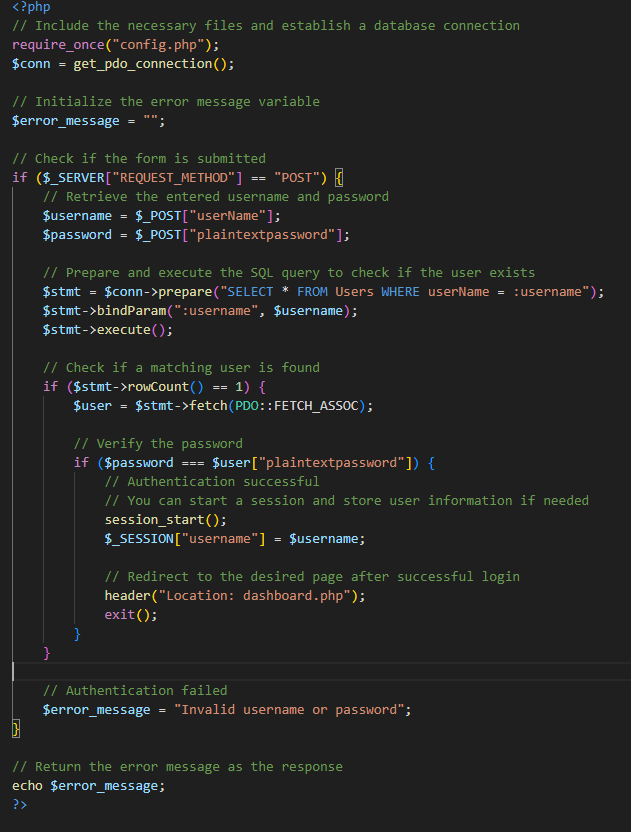 <?php
// Include the necessary files and establish a database connection
require_once("config.php");
$conn = get_pdo_connection();
// Initialize the error message variable
$error_message = "";
// Check if the form is submitted
if ($_SERVER["REQUEST_METHOD"] == "POST") {
// Retrieve the entered username and password
$username = $_POST["userName"];
$password = $_POST["plaintextpassword"];
// Prepare and execute the SQL query to check if the user exists
$stmt = $conn->prepare("SELECT * FROM Users WHERE userName = :username");
$stmt->bindParam(":username", $username);
$stmt->execute();
// Check if a matching user is found
if ($stmt->rowCount() == 1) {
$user = $stmt->fetch(PDO::FETCH_ASSOC);
// Verify the password
if ($password === $user["plaintextpassword"]) {
// Authentication successful
// You can start a session and store user information if needed
session_start();
$_SESSION["username"] = $username;
// Redirect to the desired page after successful login
header("Location: dashboard.php");
exit();
}
}
// Authentication failed
$error_message = "Invalid username or password";
}
// Return the error message as the response
echo $error_message;
?>